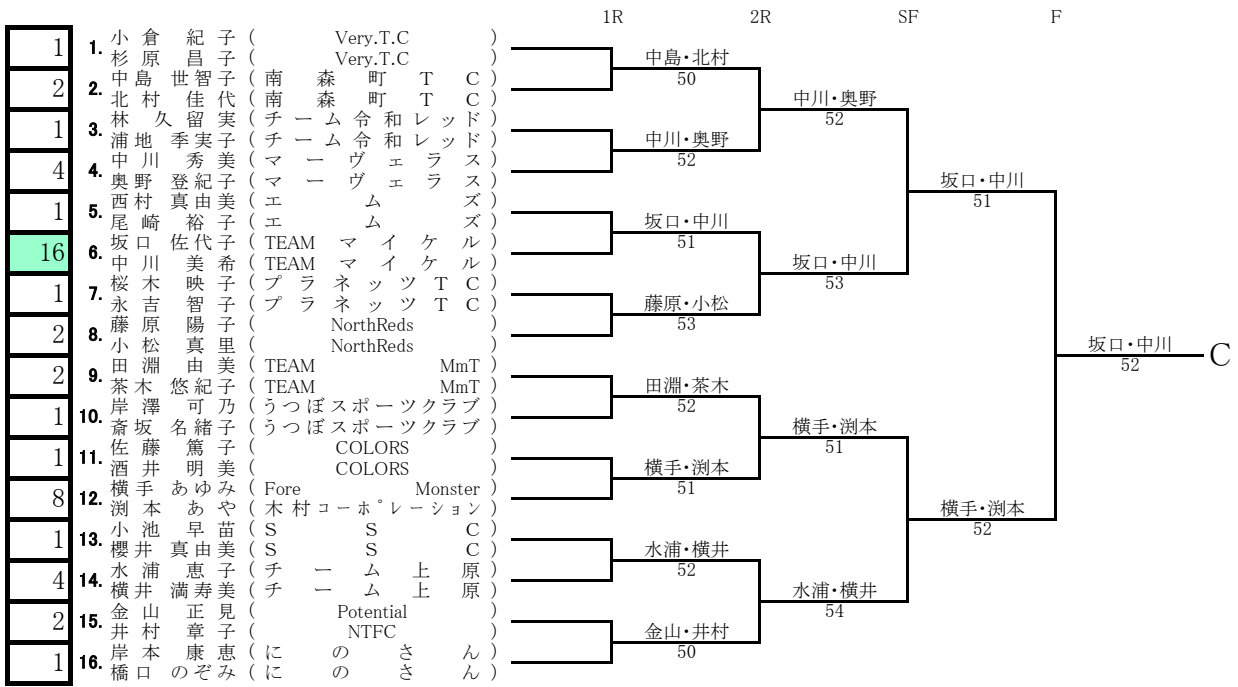 1R 2R SF F
1 1. 小倉 紀子 ( Very.T.C )
杉原 昌子 ( Very.T.C )
2 2. 中島 世智子 ( 南森町TC )
北村 佳代 ( 南森町TC )
1 3. 林 久留実 ( チーム令和レッド )
浦地 季実子 ( チーム令和レッド )
4 4. 中川 秀美 ( マーヴェラス )
奥野 登紀子 ( マーヴェラス )
1 5. 西村 真由美 ( エムズ )
尾崎 裕子 ( エムズ )
16 6. 坂口 佐代子 ( TEAMマイケル )
中川 美希 ( TEAMマイケル )
1 7. 桜木 映子 ( プラネッツTC )
永吉 智子 ( プラネッツTC )
2 8. 藤原 陽子 ( NorthReds )
小松 真里 ( NorthReds )
2 9. 田淵 由美 ( TEAM MmT )
茶木 悠紀子 ( TEAM MmT )
1 10. 岸澤 可乃 ( うつぼスポーツクラブ )
斎坂 名緒子 ( うつぼスポーツクラブ )
1 11. 佐藤 篤子 ( COLORS )
酒井 明美 ( COLORS )
8 12. 横手 あゆみ ( Fore Monster )
渕本 あや ( 木村コーポレーション )
1 13. 小池 早苗 ( SSC )
櫻井 真由美 ( SSC )
4 14. 水浦 恵子 ( チーム上原 )
横井 満寿美 ( チーム上原 )
2 15. 金山 正見 ( Potential )
井村 章子 ( NTFC )
1 16. 岸本 康恵 ( にのさん )
橋口 のぞみ ( にのさん )
中島・北村
50
中川・奥野
52
坂口・中川
51
藤原・小松
53
田淵・茶木
52
横手・渕本
51
水浦・横井
52
金山・井村
50
中川・奥野
52
坂口・中川
53
横手・渕本
51
水浦・横井
54
坂口・中川
51
横手・渕本
52
坂口・中川
52
C